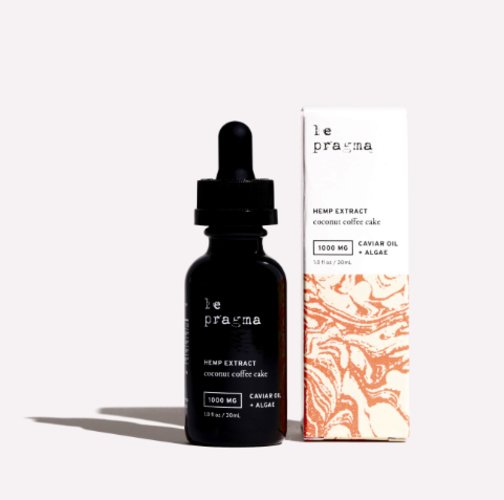 le
pragma
HEMP EXTRACT
coconut coffee cake
1000 MG
CAVIAR OIL
+ ALGAE
1.0 fl oz / 30mL
le
pragma
HEMP EXTRACT
coconut coffee cake
1000 MG
CAVIAR OIL
+ ALGAE
1.0 fl oz / 30mL